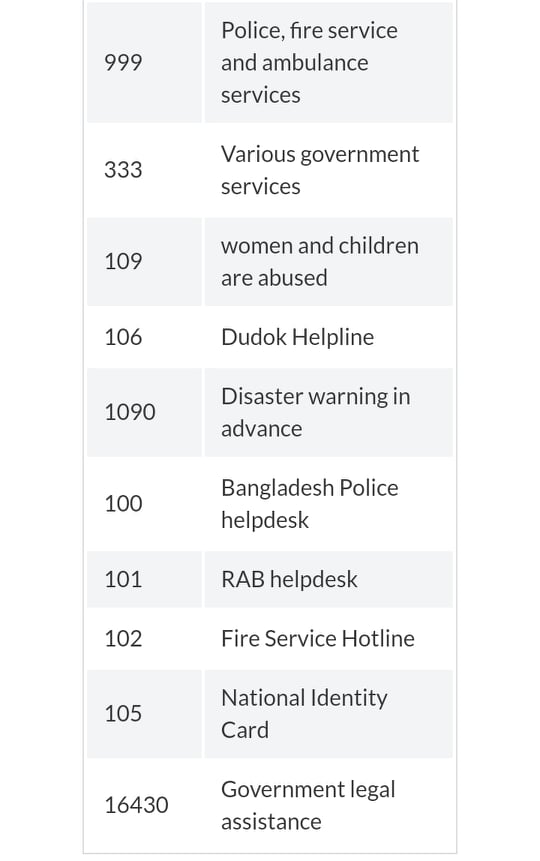 999
Police, fire service
and ambulance
services
333
Various government
services
109
women and children
are abused
106
Dudok Helpline
1090
Disaster warning in
advance
100
Bangladesh Police
helpdesk
101
RAB helpdesk
102
Fire Service Hotline
105
National Identity
Card
16430
Government legal
assistance